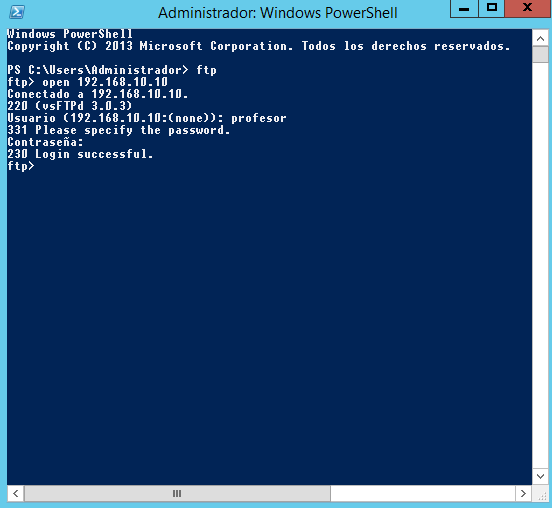 Administrador: Windows PowerShell
Windows PowerShell
Copyright (C) 2013 Microsoft Corporation. Todos los derechos reservados.
PS C:\Users\Administrador> ftp
ftp> open 192.168.10.10
Conectado a 192.168.10.10.
220 (vsFTPd 3.0.3)
Usuario (192.168.10.10:(none)): profesor
331 Please specify the password.
Contraseña:
230 Login successful.
ftp>